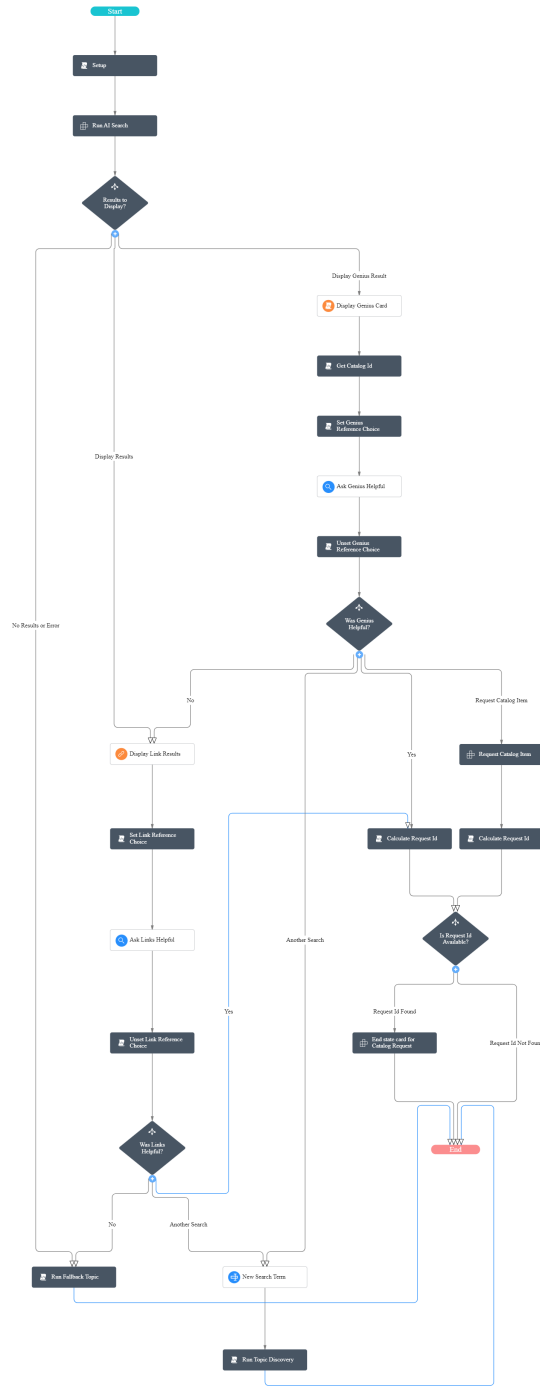 Start
Setup
Run AI Search
Results to
Display?
Display Genius Result
Display Genius Card
Get Catalog Id
Set Genius
Reference Choice
Display Results
Ask Genius Helpful
Unset Genius
Reference Choice
No Results or Error
Was Genius
Helpful?
No
Request Catalog Item
Display Link Results
Yes
Request Catalog Item
Set Link Reference
Choice
Calculate Request Id
Calculate Request Id
Ask Links Helpful
Another Search
Is Request Id
Available?
Yes
Request Id Found
Unset Link Reference
Choice
End state card for
Catalog Request
Request Id Not Foun
Was Links
Helpful?
End
No
Another Search
Run Fallback Topic
New Search Term
Run Topic Discovery